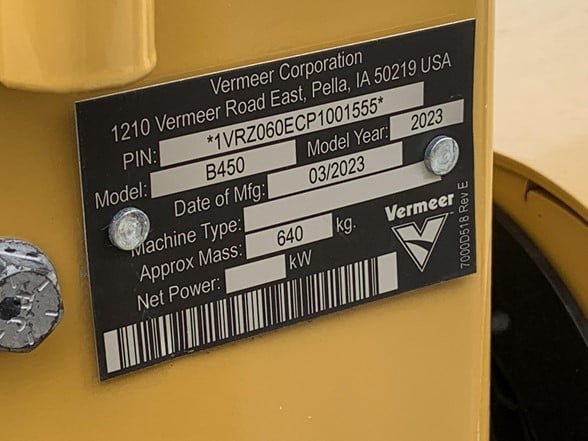 Vermeer Corporation
1210 Vermeer Road East, Pella, IA 50219 USA
PIN: *1VRZ060ECP1001555*
Model: B450 Model Year: 2023
Date of Mfg: 03/2023
Machine Type:
Approx Mass: 640 kg.
Net Power: kW
Vermeer
7000D518 Rev E